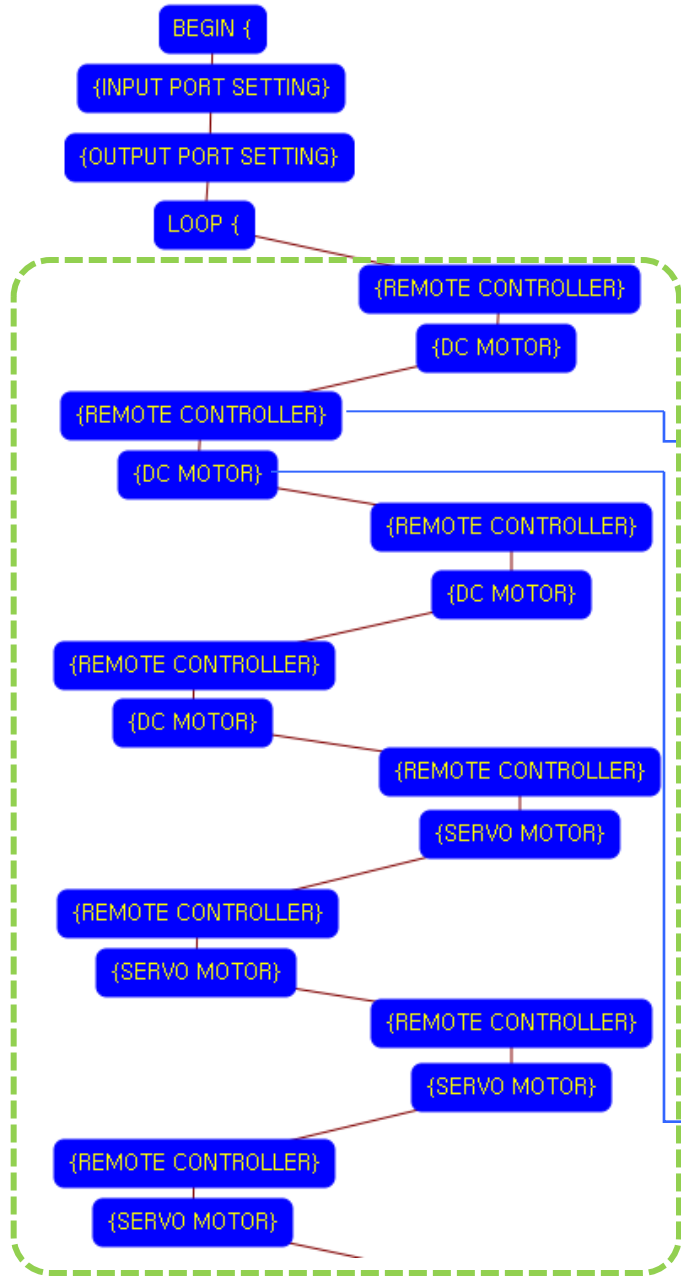 BEGIN {
{INPUT PORT SETTING}
{OUTPUT PORT SETTING}
LOOP {
{REMOTE CONTROLLER}
{DC MOTOR}
{REMOTE CONTROLLER}
{DC MOTOR}
{REMOTE CONTROLLER}
{DC MOTOR}
{REMOTE CONTROLLER}
{DC MOTOR}
{REMOTE CONTROLLER}
{SERVO MOTOR}
{REMOTE CONTROLLER}
{SERVO MOTOR}
{REMOTE CONTROLLER}
{SERVO MOTOR}
{REMOTE CONTROLLER}
{SERVO MOTOR}